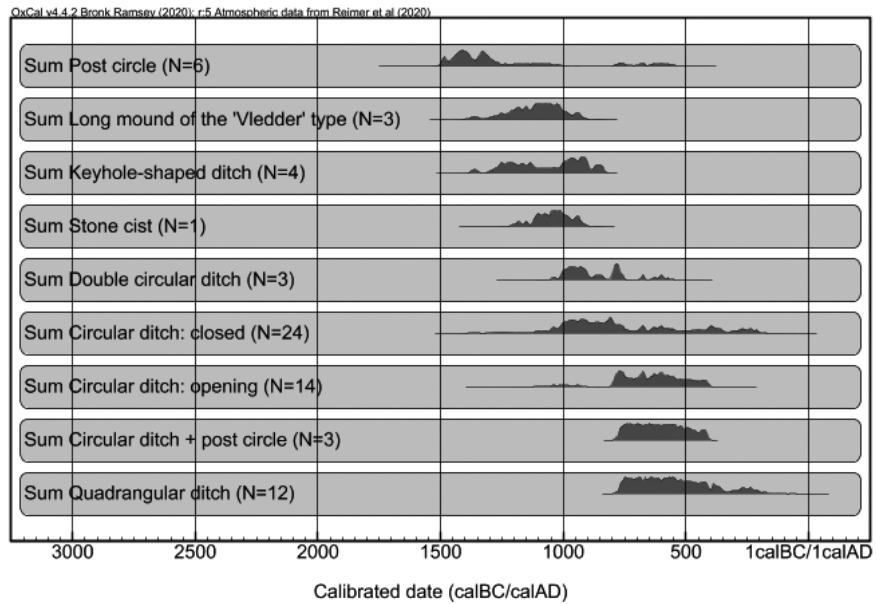 OxCal v4.4.2 Bronk Ramsey (2020); r:5 Atmospheric data from Reimer et al (2020)
Sum Post circle (N=6)
Sum Long mound of the 'Vledder' type (N=3)
Sum Keyhole-shaped ditch (N=4)
Sum Stone cist (N=1)
Sum Double circular ditch (N=3)
Sum Circular ditch: closed (N=24)
Sum Circular ditch: opening (N=14)
Sum Circular ditch + post circle (N=3)
Sum Quadrangular ditch (N=12)
3000 2500 2000 1500 1000 500 1calBC/1calAD
Calibrated date (calBC/calAD)